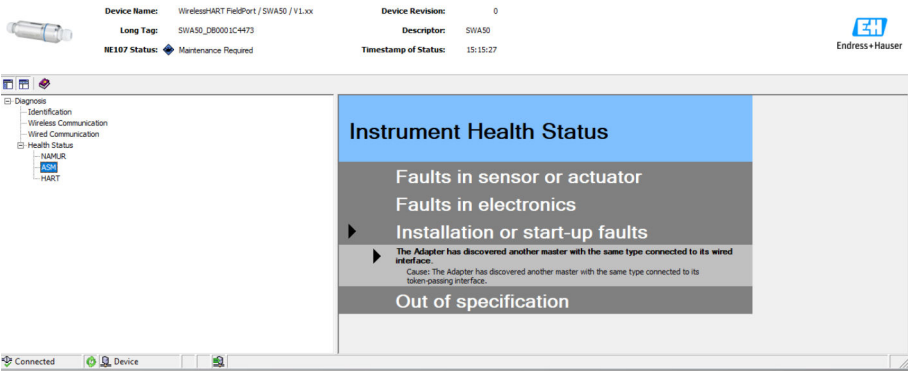 Device Name: WirelessHART FieldPort / SWA50 / V1.xx Device Revision: 0
Long Tag: SWA50_DB0001C4473 Descriptor: SWA50
NE107 Status: Maintenance Required Timestamp of Status: 15:15:27
EH
Endress+Hauser
Diagnosis
Identification
Wireless Communication
Wired Communication
Health Status
NAMUR
ASM
HART
Instrument Health Status
Faults in sensor or actuator
Faults in electronics
Installation or start-up faults
The Adapter has discovered another master with the same type connected to its wired
interface.
Cause: The Adapter has discovered another master with the same type connected to its
token-passing interface.
Out of specification
Connected Device